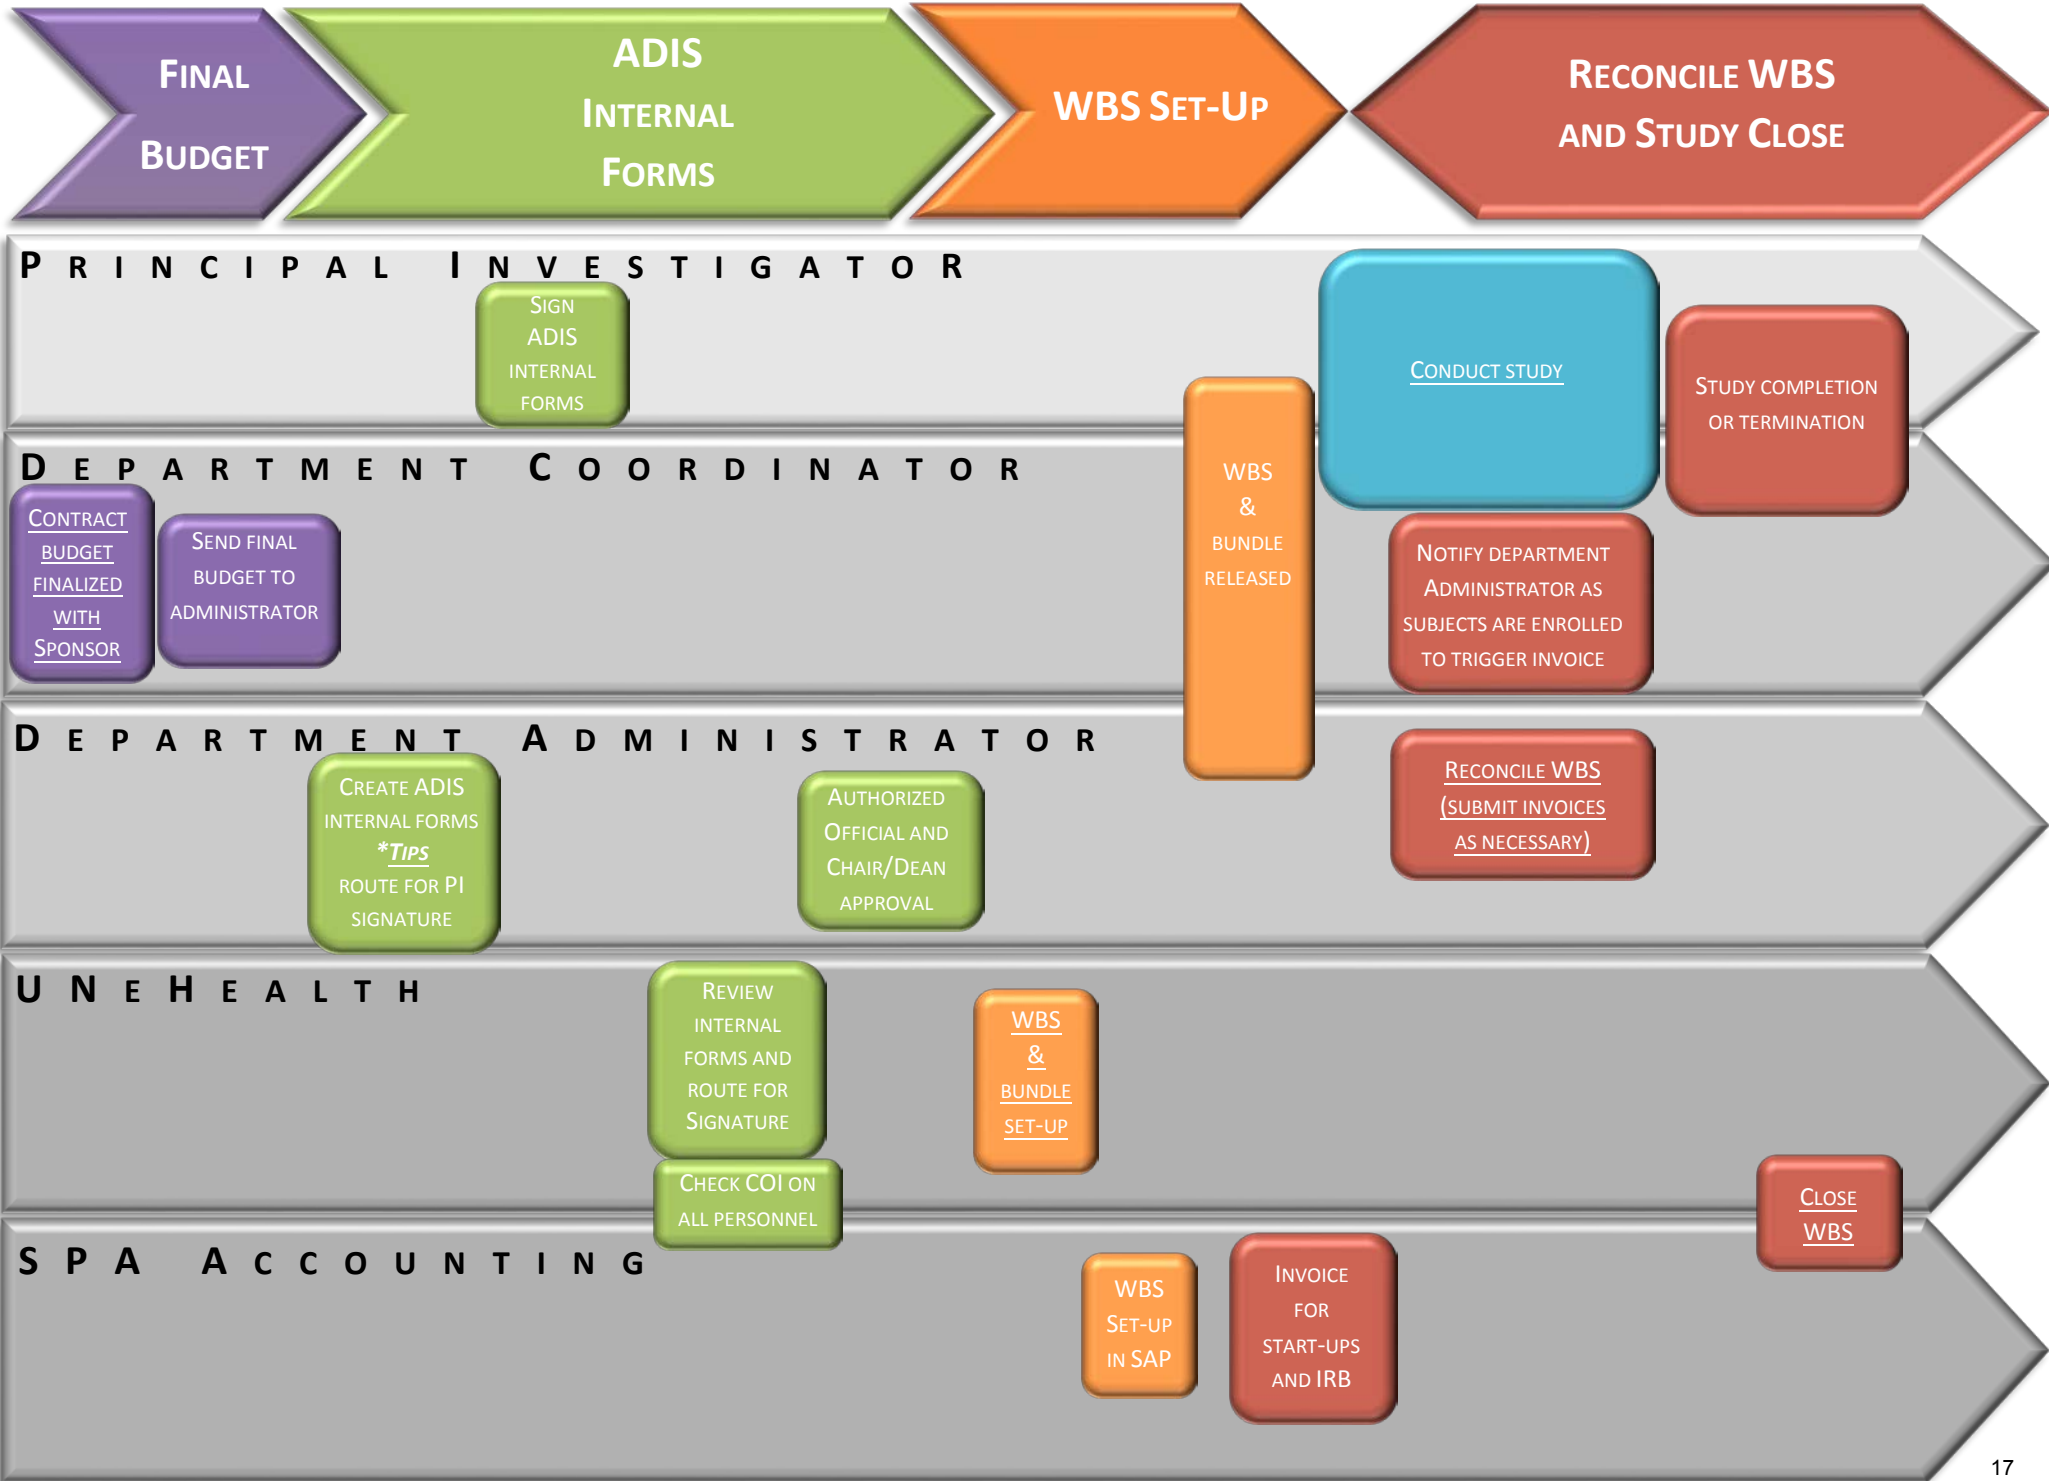 FINAL
BUDGET
ADIS
INTERNAL
FORMS
WBS SET-UP
RECONCILE WBS
AND STUDY CLOSE
PRINCIPAL INVESTIGATOR
SIGN
ADIS
INTERNAL
FORMS
CONDUCT STUDY
STUDY COMPLETION
OR TERMINATION
DEPARTMENT COORDINATOR
CONTRACT
BUDGET
FINALIZED
WITH
SPONSOR
SEND FINAL
BUDGET TO
ADMINISTRATOR
WBS
&
BUNDLE
RELEASED
NOTIFY DEPARTMENT
ADMINISTRATOR AS
SUBJECTS ARE ENROLLED
TO TRIGGER INVOICE
DEPARTMENT ADMINISTRATOR
CREATE ADIS
INTERNAL FORMS
*TIPS
ROUTE FOR PI
SIGNATURE
AUTHORIZED
OFFICIAL AND
CHAIR/DEAN
APPROVAL
RECONCILE WBS
(SUBMIT INVOICES
AS NECESSARY)
UNEHEALTH
REVIEW
INTERNAL
FORMS AND
ROUTE FOR
SIGNATURE
CHECK COI ON
ALL PERSONNEL
WBS
&
BUNDLE
SET-UP
CLOSE
WBS
SPA ACCOUNTING
WBS
SET-UP
IN SAP
INVOICE
FOR
START-UPS
AND IRB
17